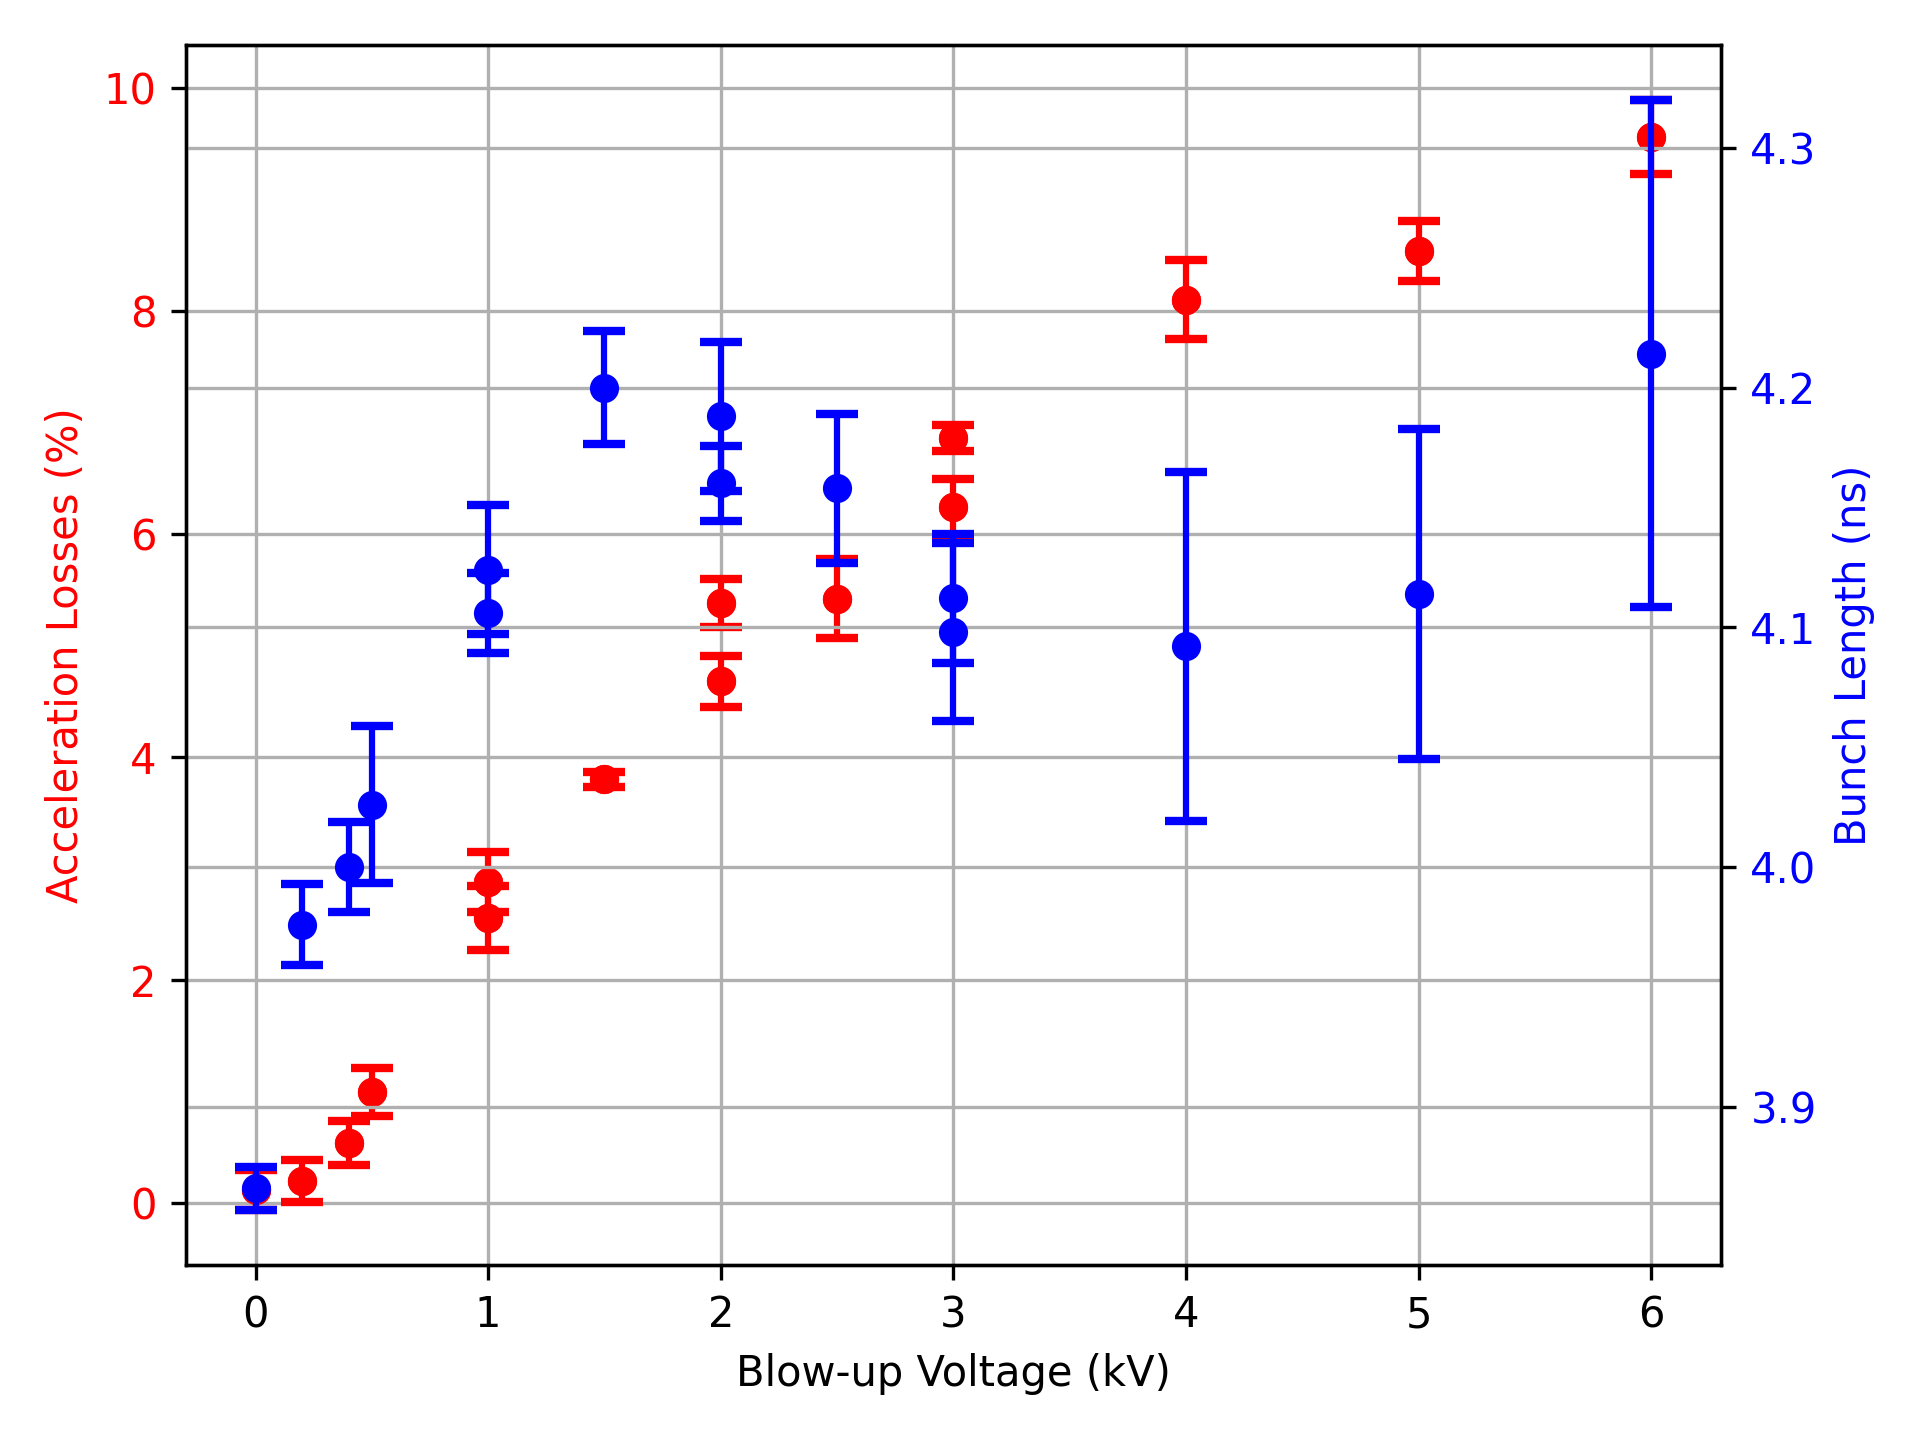 10
8
6
4
2
0
Acceleration Losses (%)
4.3
4.2
4.1
4.0
3.9
Bunch Length (ns)
0 1 2 3 4 5 6
Blow-up Voltage (kV)